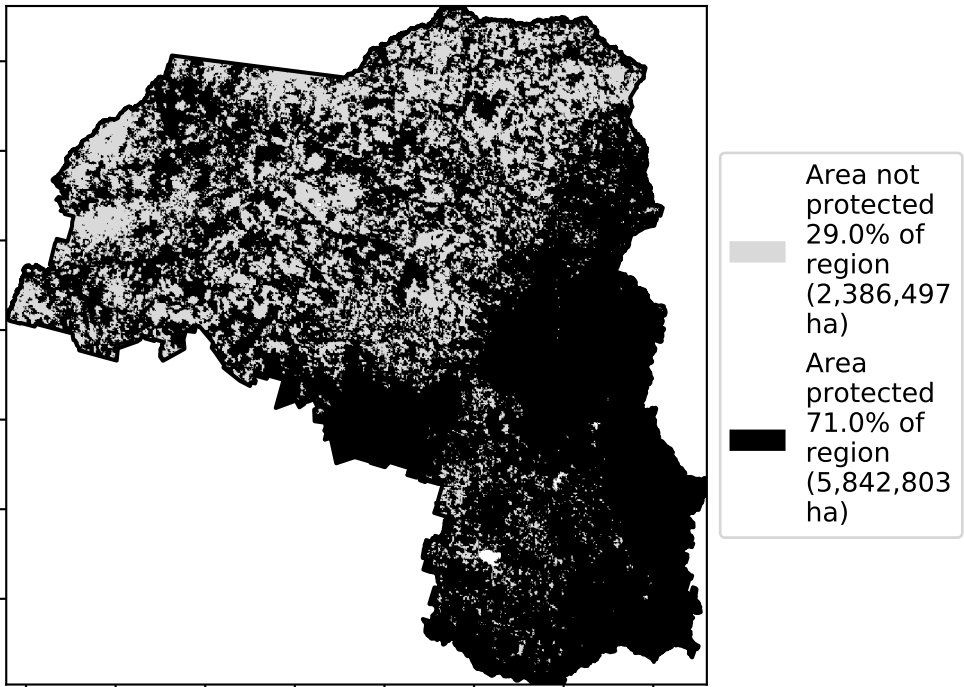 Area not
protected
29.0% of
region
(2,386,497
ha)
Area
protected
71.0% of
region
(5,842,803
ha)